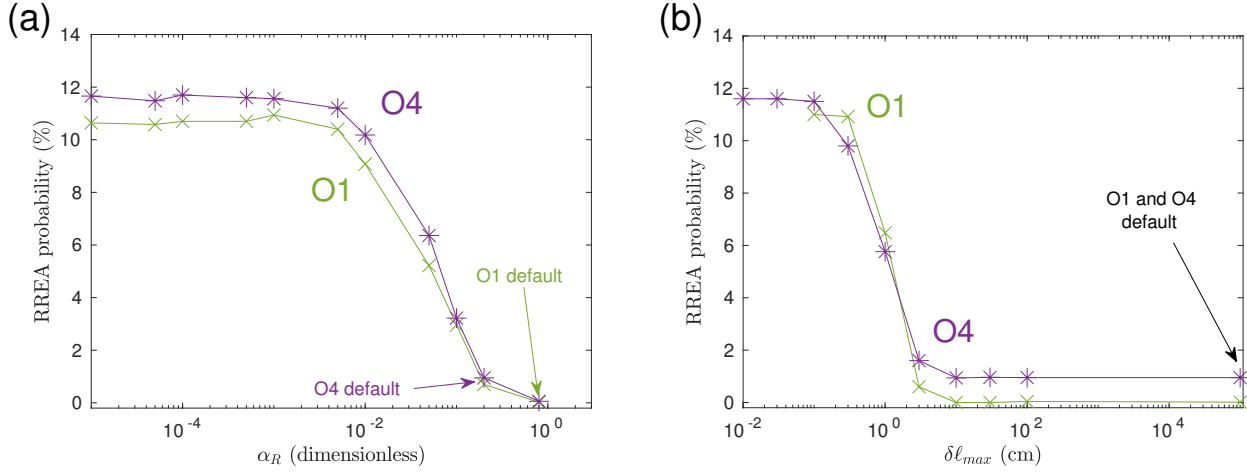 (a)
14
12
10
8
6
4
2
0
RREA probability (%)
O4
O1
O1 default
O4 default
10^-4
10^-2
10^0
α_R (dimensionless)
(b)
14
12
10
8
6
4
2
0
RREA probability (%)
O1
O4
O1 and O4
default
10^-2
10^0
10^2
10^4
δℓ_max (cm)